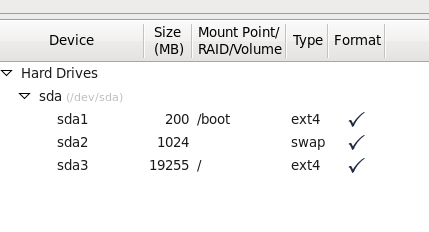 Device Size (MB) Mount Point/ RAID/Volume Type Format
Hard Drives
sda (/dev/sda)
sda1 200 /boot ext4
sda2 1024 swap
sda3 19255 / ext4